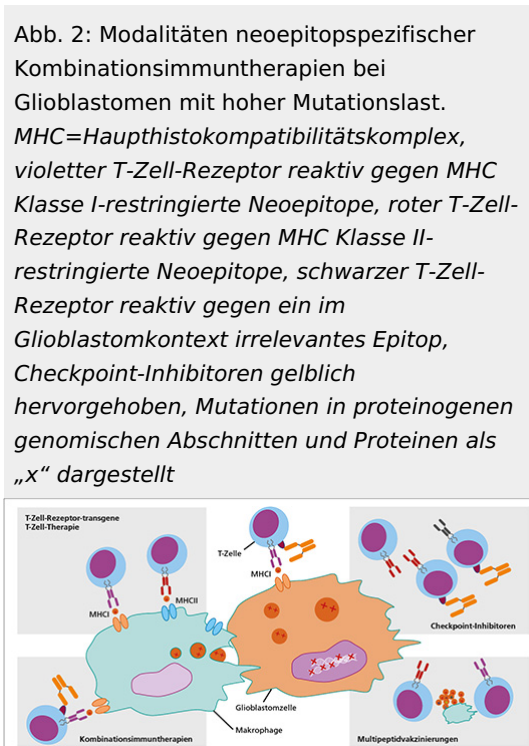 Abb. 2: Modalitäten neoepitopspezifischer
Kombinationsimmuntherapien bei
Glioblastomen mit hoher Mutationslast.
MHC=Haupthistokompatibilitätskomplex,
violetter T-Zell-Rezeptor reaktiv gegen MHC
Klasse I-restringierte Neoepitope, roter T-Zell-
Rezeptor reaktiv gegen MHC Klasse II-
restringierte Neoepitope, schwarzer T-Zell-
Rezeptor reaktiv gegen ein im
Glioblastomkontext irrelevantes Epitop,
Checkpoint-Inhibitoren gelblich
hervorgehoben, Mutationen in proteinogenen
genomischen Abschnitten und Proteinen als
„x“ dargestellt
T-Zell-Rezeptor-transgene
T-Zell-Therapie
T-Zelle
MHCI
MHCII
MHCI
Checkpoint-Inhibitoren
Glioblastomzelle
Makrophage
Kombinationsimmuntherapien
Multipeptidvakzinierungen